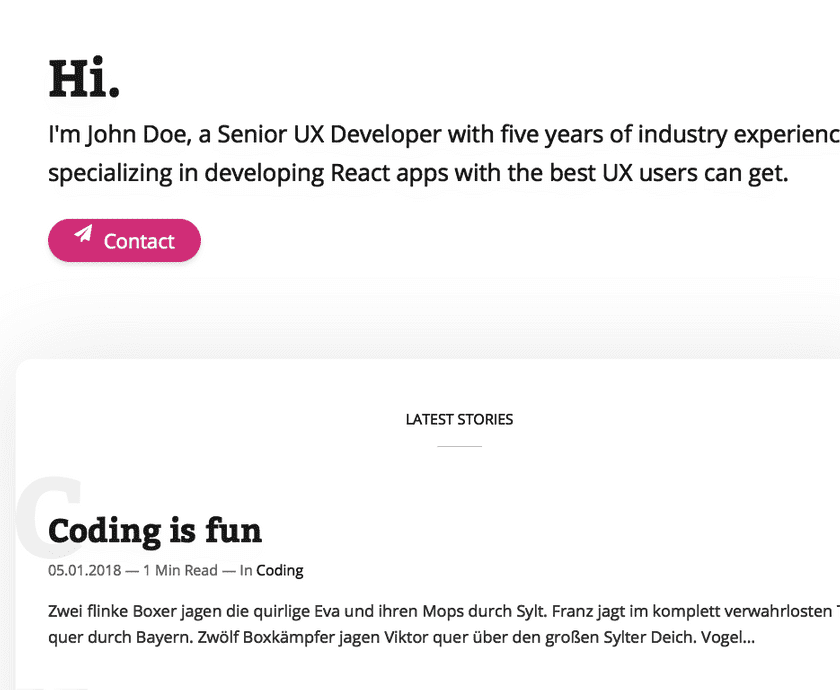 Hi.
I'm John Doe, a Senior UX Developer with five years of industry experienc
specializing in developing React apps with the best UX users can get.
Contact
LATEST STORIES
C
Coding is fun
05.01.2018 — 1 Min Read — In Coding
Zwei flinke Boxer jagen die quirlige Eva und ihren Mops durch Sylt. Franz jagt im komplett verwahrlosten T
quer durch Bayern. Zwölf Boxkämpfer jagen Viktor quer über den großen Sylter Deich. Vogel...